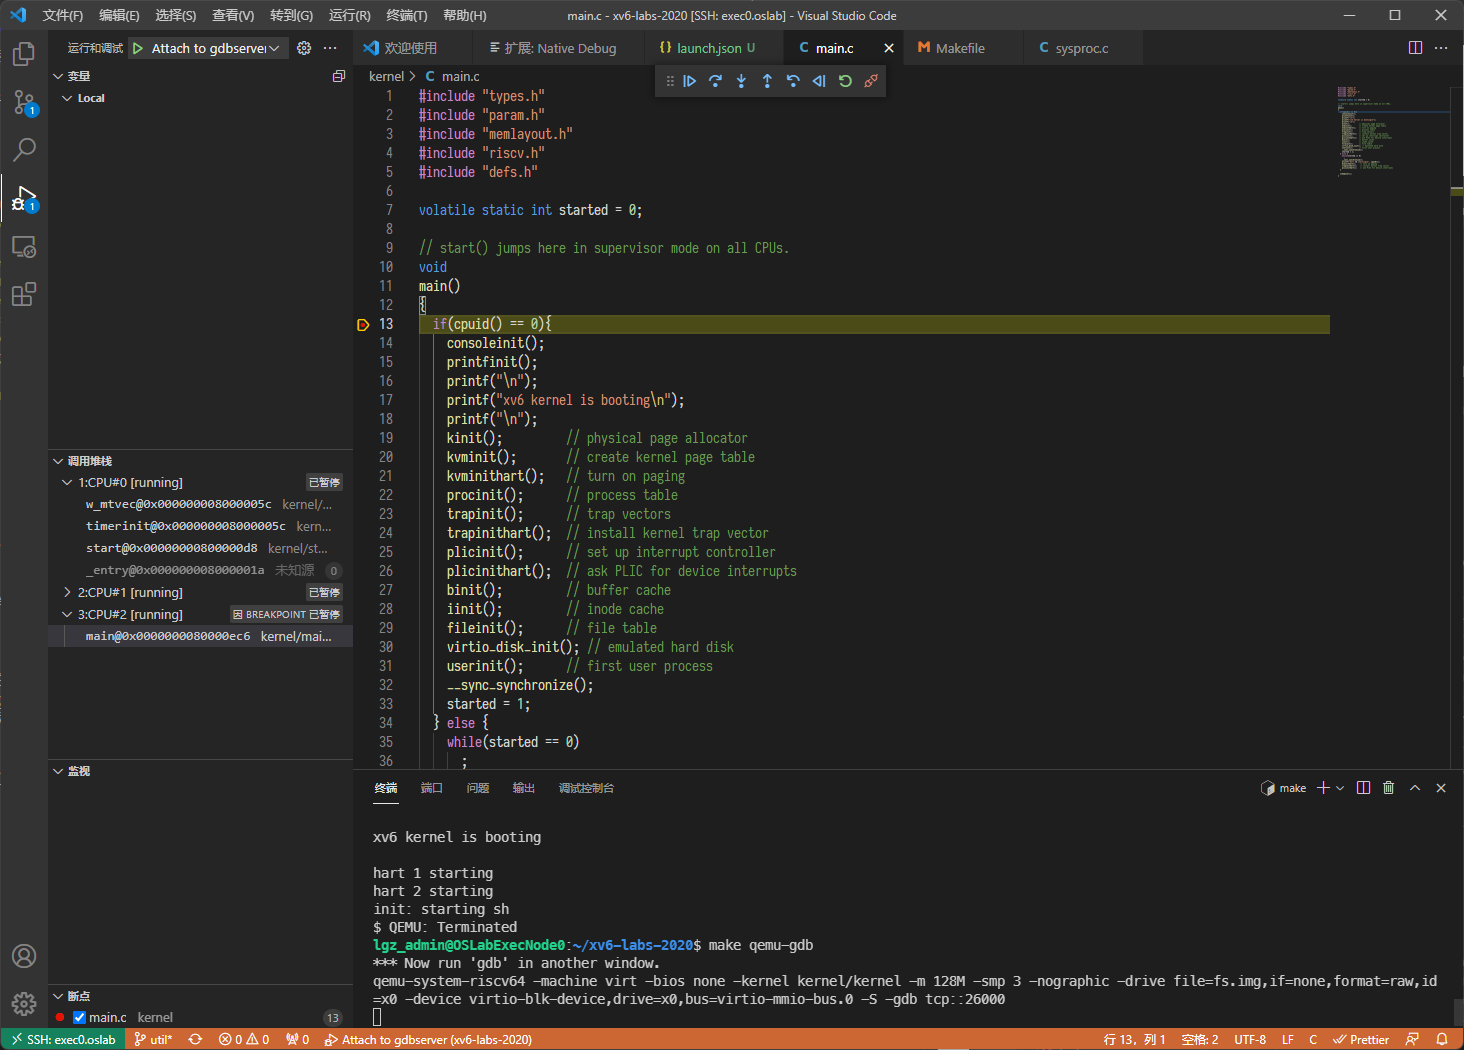 文件(F) 编辑(E) 选择(S) 查看(V) 转到(G) 运行(R) 终端(T) 帮助(H) main.c - xv6-labs-2020 [SSH: exec0.oslab] - Visual Studio Code
运行和调试 Attach to gdbserver
欢迎使用 扩展: Native Debug launch.json U main.c Makefile sysproc.c
变量
Local
kernel > main.c
1 #include "types.h"
2 #include "param.h"
3 #include "memlayout.h"
4 #include "riscv.h"
5 #include "defs.h"
6
7 volatile static int started = 0;
8
9 // start() jumps here in supervisor mode on all CPUs.
10 void
11 main()
12 {
13 if(cpuid() == 0){
14 consoleinit();
15 printfinit();
16 printf("\n");
17 printf("xv6 kernel is booting\n");
18 printf("\n");
19 kinit(); // physical page allocator
20 kvminit(); // create kernel page table
21 kvminithart(); // turn on paging
22 procinit(); // process table
23 trapinit(); // trap vectors
24 trapinithart(); // install kernel trap vector
25 plicinit(); // set up interrupt controller
26 plicinithart(); // ask PLIC for device interrupts
27 binit(); // buffer cache
28 iinit(); // inode cache
29 fileinit(); // file table
30 virtio_disk_init(); // emulated hard disk
31 userinit(); // first user process
32 __sync_synchronize();
33 started = 1;
34 } else {
35 while(started == 0)
36 ;
调用堆栈
1:CPU#0 [running] 已暂停
w_mtvec@0x000000008000005c kernel/...
timerinit@0x000000008000005c kern...
start@0x00000000800000d8 kernel/st...
_entry@0x000000008000001a 未知源 0
2:CPU#1 [running] 已暂停
3:CPU#2 [running] 因 BREAKPOINT 已暂停
main@0x0000000080000ec6 kernel/mai...
监视
断点
main.c kernel 13
1
1
终端 端口 问题 输出 调试控制台 make
xv6 kernel is booting
hart 1 starting
hart 2 starting
init: starting sh
$ QEMU: Terminated
lgz_admin@OSLabExecNode0:~/xv6-labs-2020$ make qemu-gdb
*** Now run 'gdb' in another window.
qemu-system-riscv64 -machine virt -bios none -kernel kernel/kernel -m 128M -smp 3 -nographic -drive file=fs.img,if=none,format=raw,id
=x0 -device virtio-blk-device,drive=x0,bus=virtio-mmio-bus.0 -S -gdb tcp::26000
SSH: exec0.oslab util* 0 0 0 Attach to gdbserver (xv6-labs-2020) 行 13，列 1 空格: 2 UTF-8 LF C Prettier